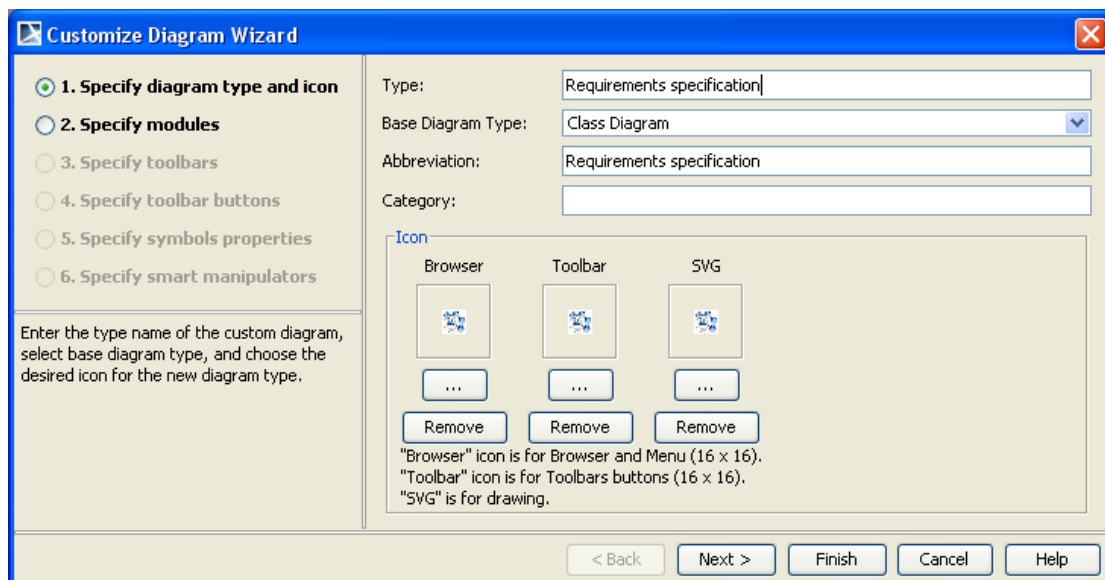 Customize Diagram Wizard
1. Specify diagram type and icon
2. Specify modules
3. Specify toolbars
4. Specify toolbar buttons
5. Specify symbols properties
6. Specify smart manipulators
Enter the type name of the custom diagram,
select base diagram type, and choose the
desired icon for the new diagram type.
Type: Requirements specification
Base Diagram Type: Class Diagram
Abbreviation: Requirements specification
Category:
Icon
Browser Toolbar SVG
... ... ...
Remove Remove Remove
"Browser" icon is for Browser and Menu (16 x 16).
"Toolbar" icon is for Toolbars buttons (16 x 16).
"SVG" is for drawing.
< Back Next > Finish Cancel Help